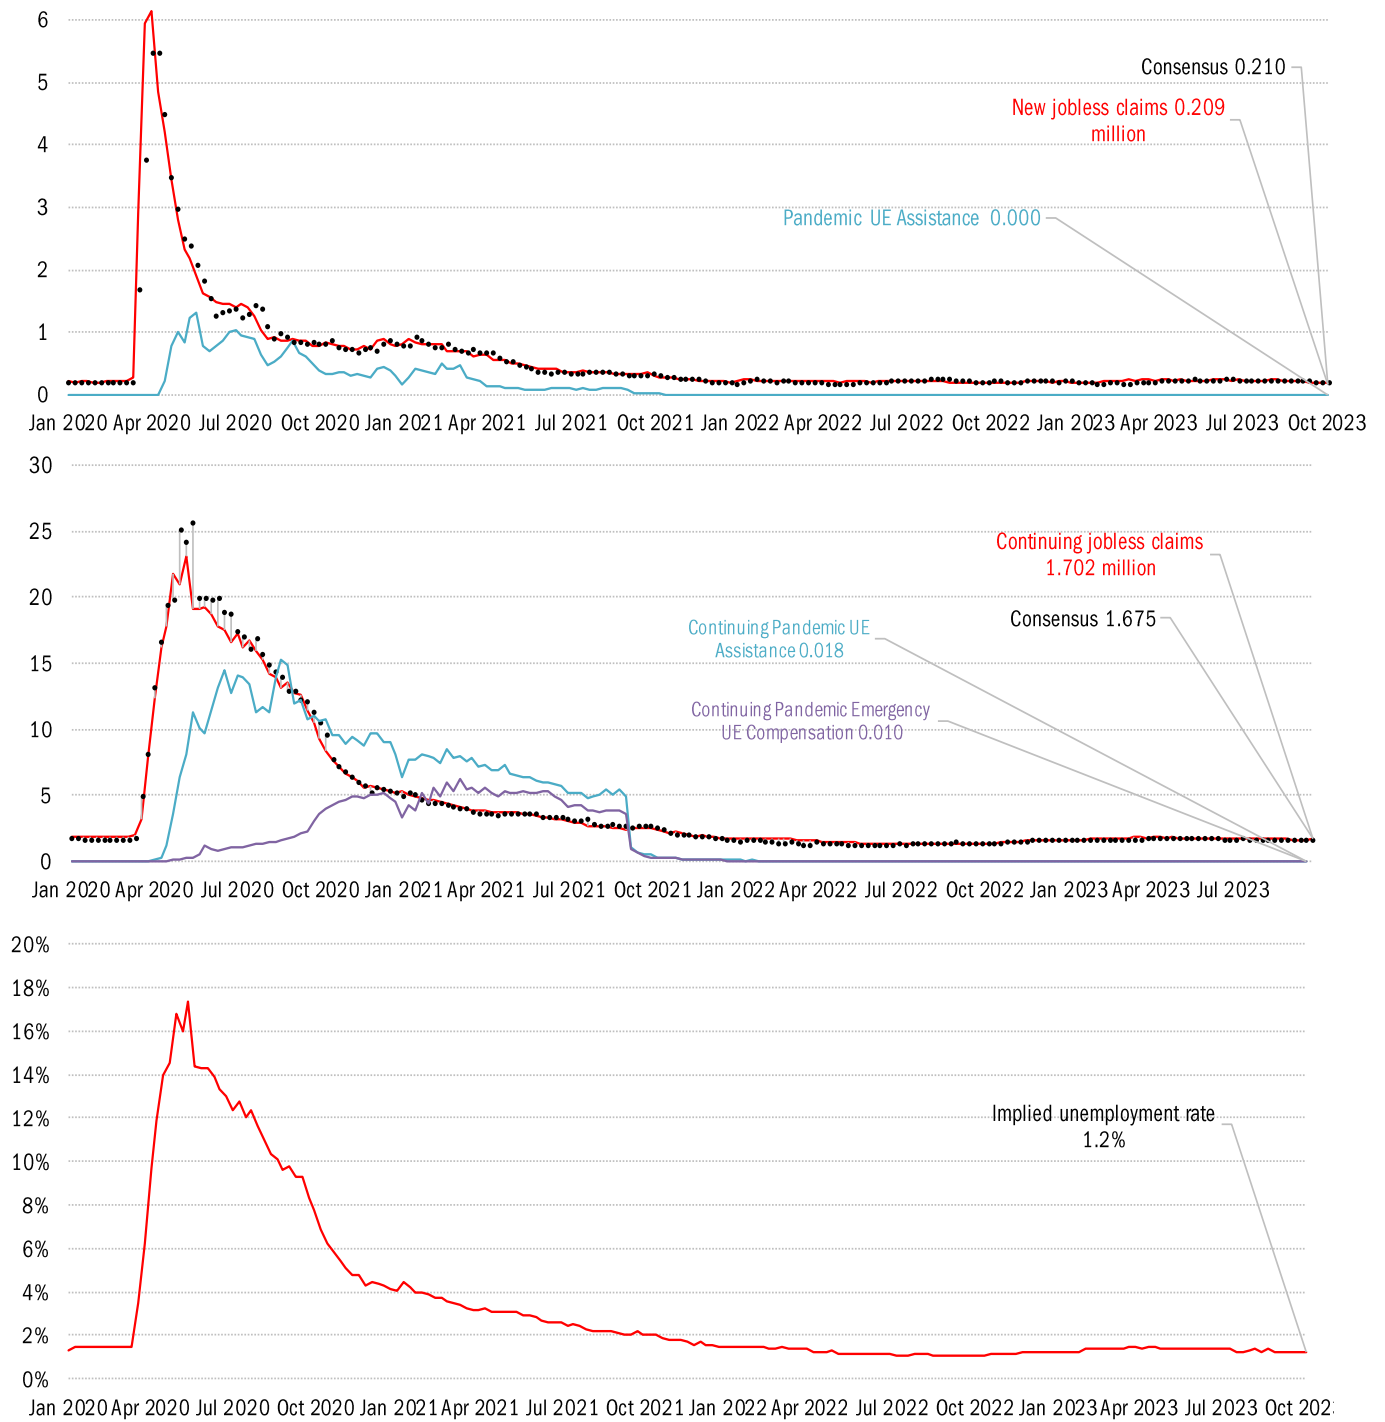 6
Consensus 0.210
5
New jobless claims 0.209
million
4
3
Pandemic UE Assistance 0.000
2
1
0
Jan 2020 Apr 2020 Jul 2020 Oct 2020 Jan 2021 Apr 2021 Jul 2021 Oct 2021 Jan 2022 Apr 2022 Jul 2022 Oct 2022 Jan 2023 Apr 2023 Jul 2023 Oct 2023
30
25
Continuing jobless claims
1.702 million
20
Consensus 1.675
Continuing Pandemic UE
Assistance 0.018
15
Continuing Pandemic Emergency
UE Compensation 0.010
10
5
0
Jan 2020 Apr 2020 Jul 2020 Oct 2020 Jan 2021 Apr 2021 Jul 2021 Oct 2021 Jan 2022 Apr 2022 Jul 2022 Oct 2022 Jan 2023 Apr 2023 Jul 2023
20%
18%
16%
14%
12%
Implied unemployment rate
1.2%
10%
8%
6%
4%
2%
0%
Jan 2020 Apr 2020 Jul 2020 Oct 2020 Jan 2021 Apr 2021 Jul 2021 Oct 2021 Jan 2022 Apr 2022 Jul 2022 Oct 2022 Jan 2023 Apr 2023 Jul 2023 Oct 202